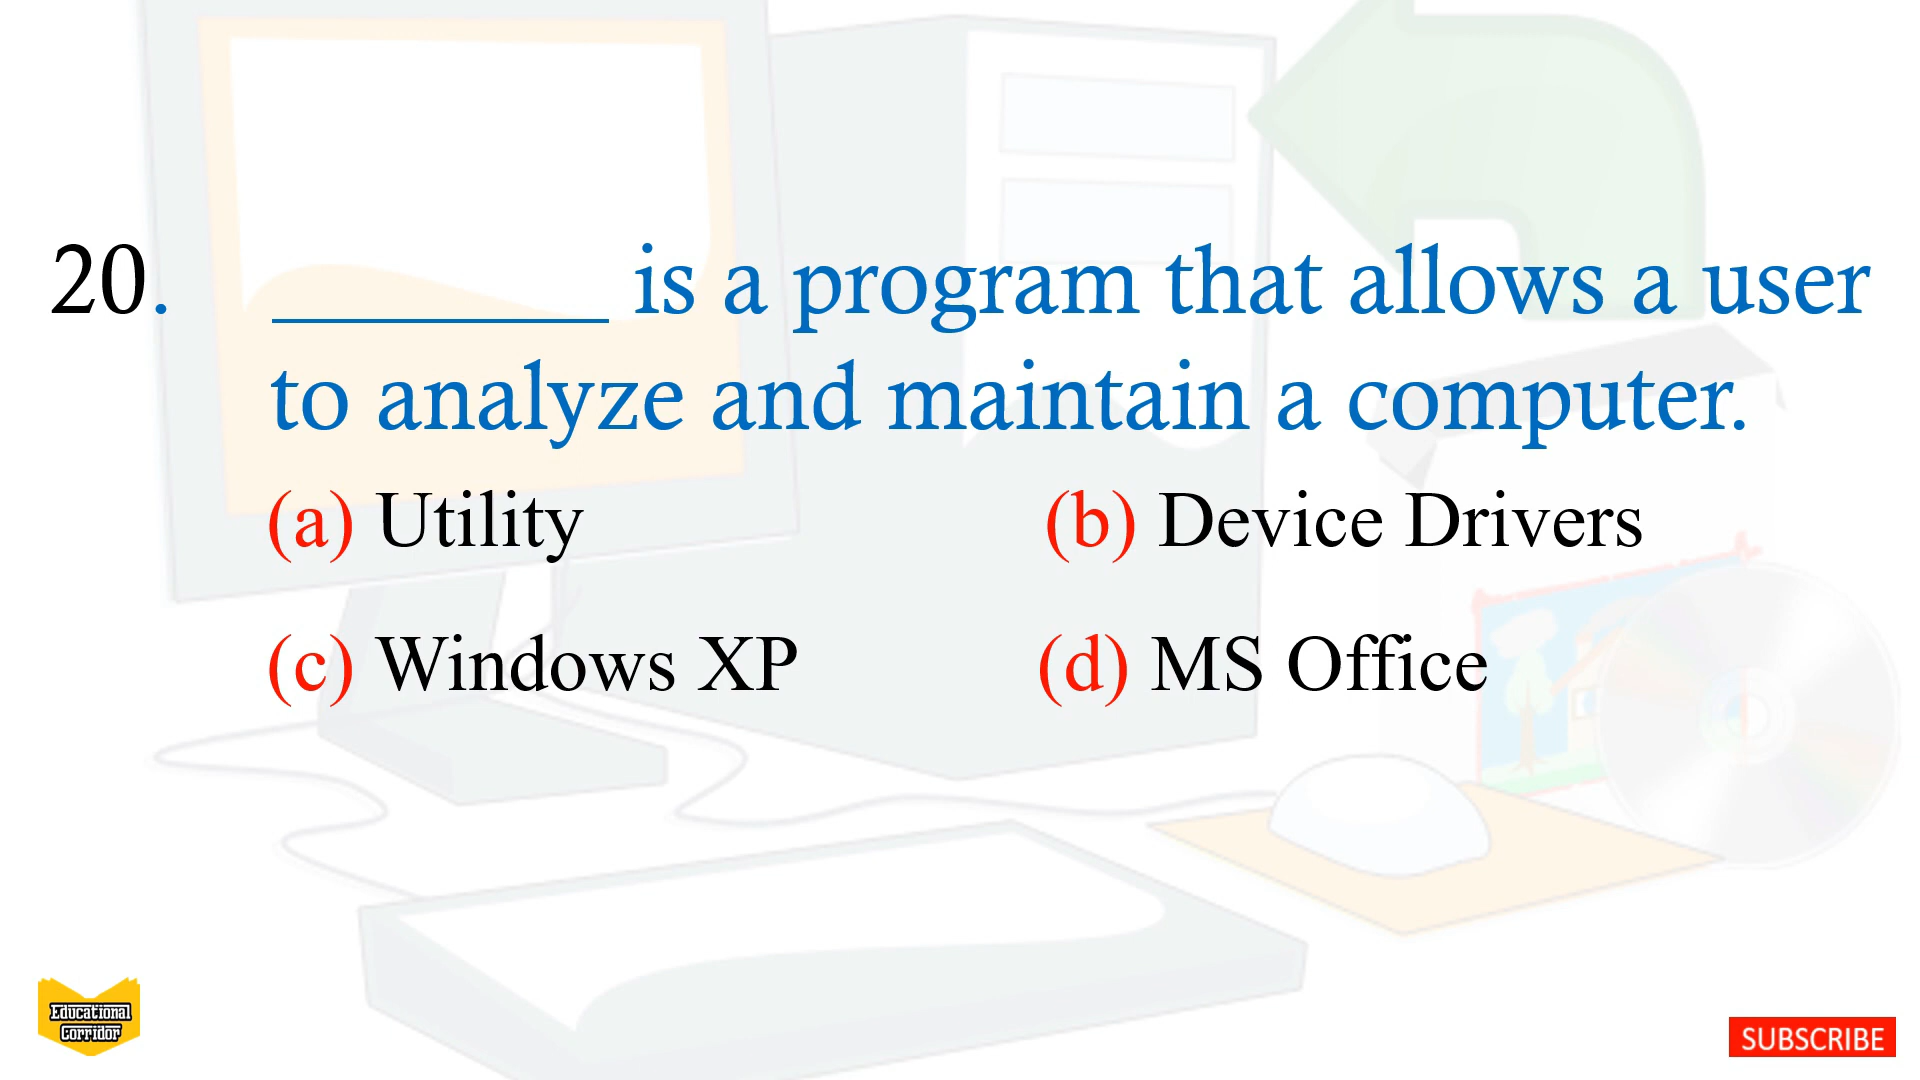 20. ________ is a program that allows a user
to analyze and maintain a computer.
(a) Utility (b) Device Drivers
(c) Windows XP (d) MS Office
Educational
Corridor
SUBSCRIBE